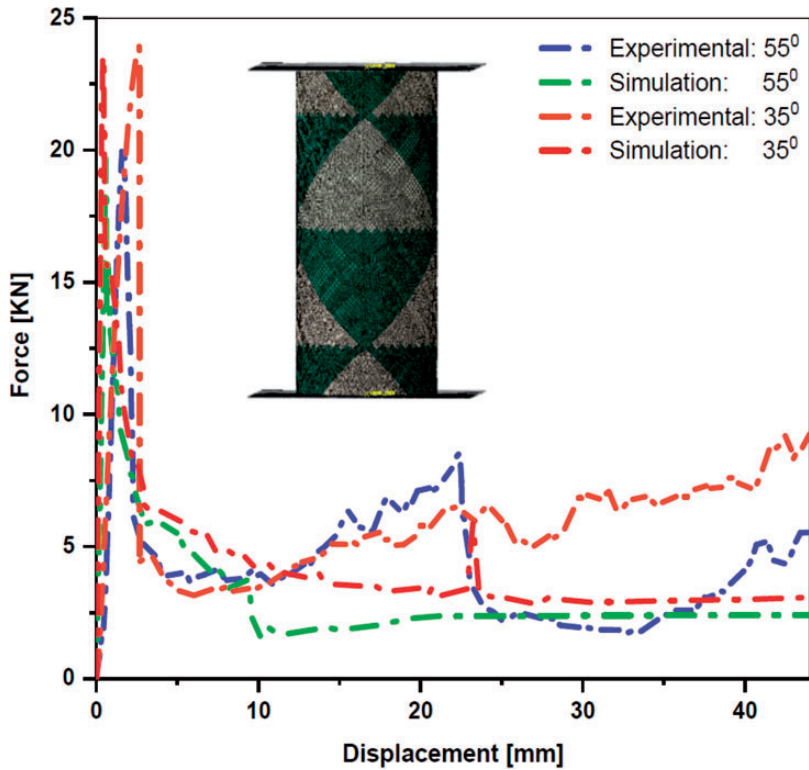 25
20
15
10
5
0
Force [KN]
Experimental: 55⁰
Simulation: 55⁰
Experimental: 35⁰
Simulation: 35⁰
0 10 20 30 40
Displacement [mm]